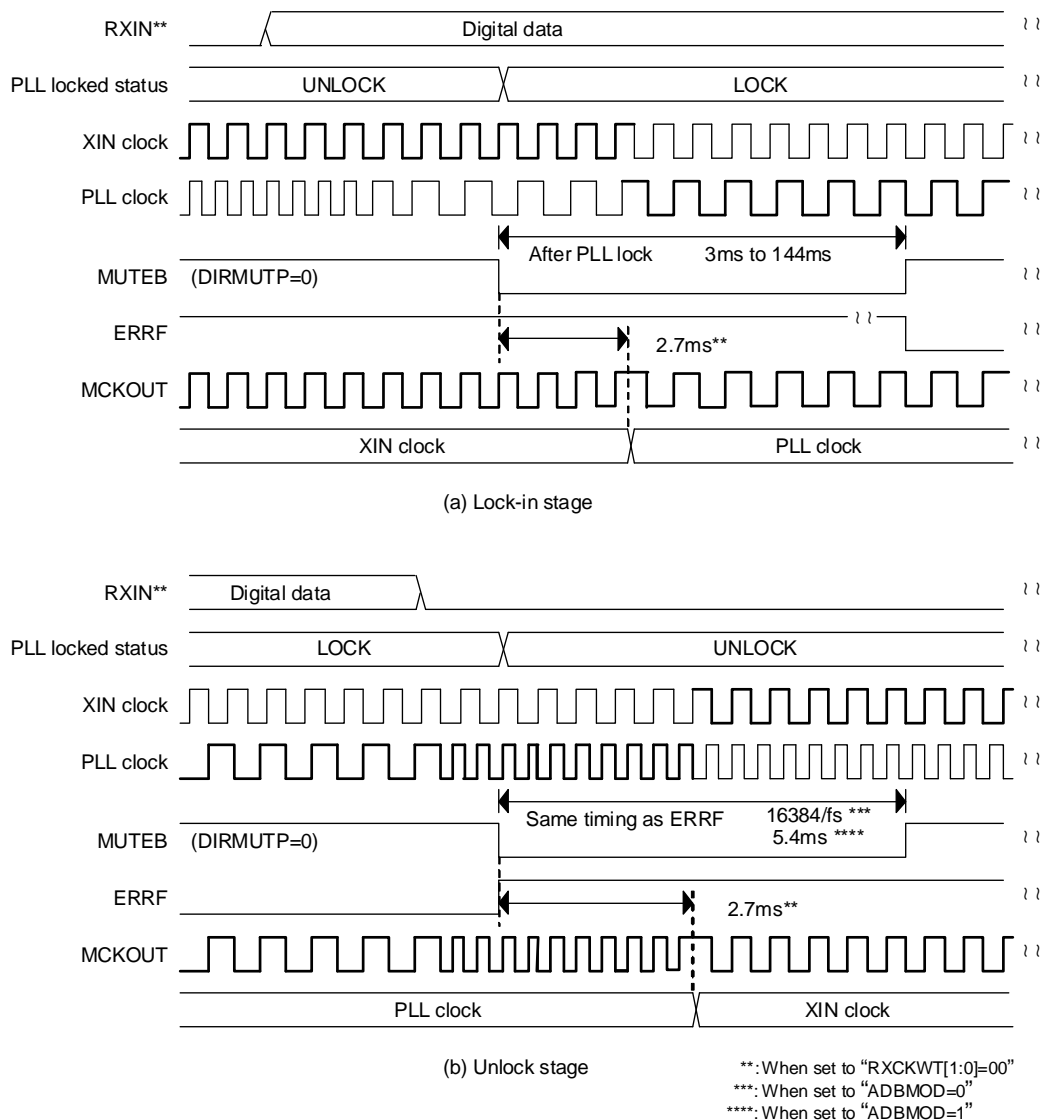 RXIN** Digital data
PLL locked status UNLOCK LOCK
XIN clock
PLL clock
After PLL lock 3ms to 144ms
MUTEB (DIRMUTP=0)
ERRF
2.7ms**
MCKOUT
XIN clock PLL clock
(a) Lock-in stage
RXIN** Digital data
PLL locked status LOCK UNLOCK
XIN clock
PLL clock
Same timing as ERRF 16384/fs ***
5.4ms ****
MUTEB (DIRMUTP=0)
ERRF
2.7ms**
MCKOUT
PLL clock XIN clock
(b) Unlock stage
**: When set to “RXCKWT[1:0]=00”
***: When set to “ADBMOD=0”
****: When set to “ADBMOD=1”